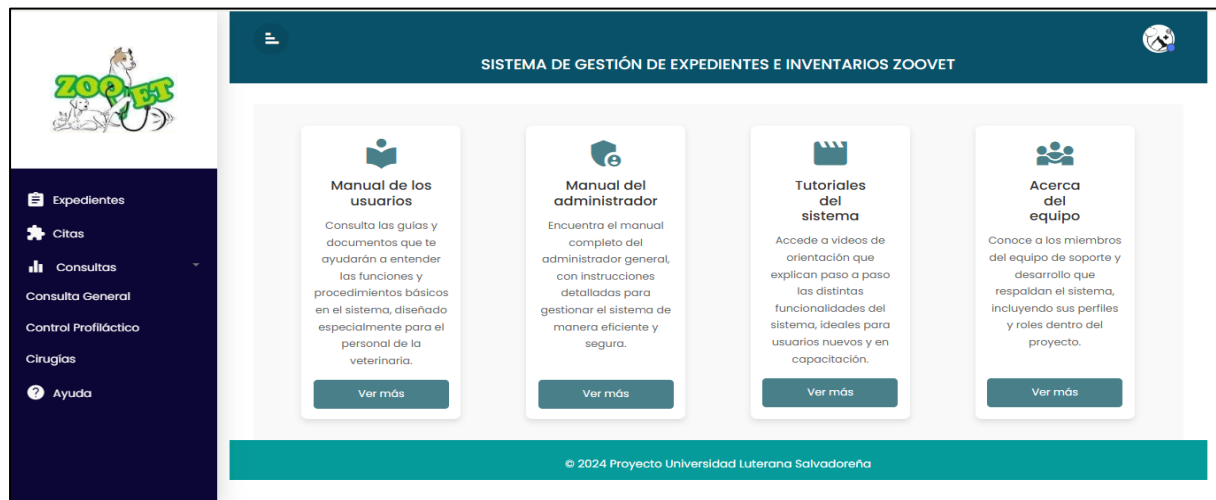 ZOOVET
Expedientes
Citas
Consultas
Consulta General
Control Profiláctico
Cirugías
Ayuda
SISTEMA DE GESTIÓN DE EXPEDIENTES E INVENTARIOS ZOOVET
Manual de los
usuarios
Consulta las guías y
documentos que te
ayudarán a entender
las funciones y
procedimientos básicos
en el sistema, diseñado
especialmente para el
personal de la
veterinaria.
Ver más
Manual del
administrador
Encuentra el manual
completo del
administrador general,
con instrucciones
detalladas para
gestionar el sistema de
manera eficiente y
segura.
Ver más
Tutoriales
del
sistema
Accede a videos de
orientación que
explican paso a paso
las distintas
funcionalidades del
sistema, ideales para
usuarios nuevos y en
capacitación.
Ver más
Acerca
del
equipo
Conoce a los miembros
del equipo de soporte y
desarrollo que
respaldan el sistema,
incluyendo sus perfiles
y roles dentro del
proyecto.
Ver más
© 2024 Proyecto Universidad Luterana Salvadoreña